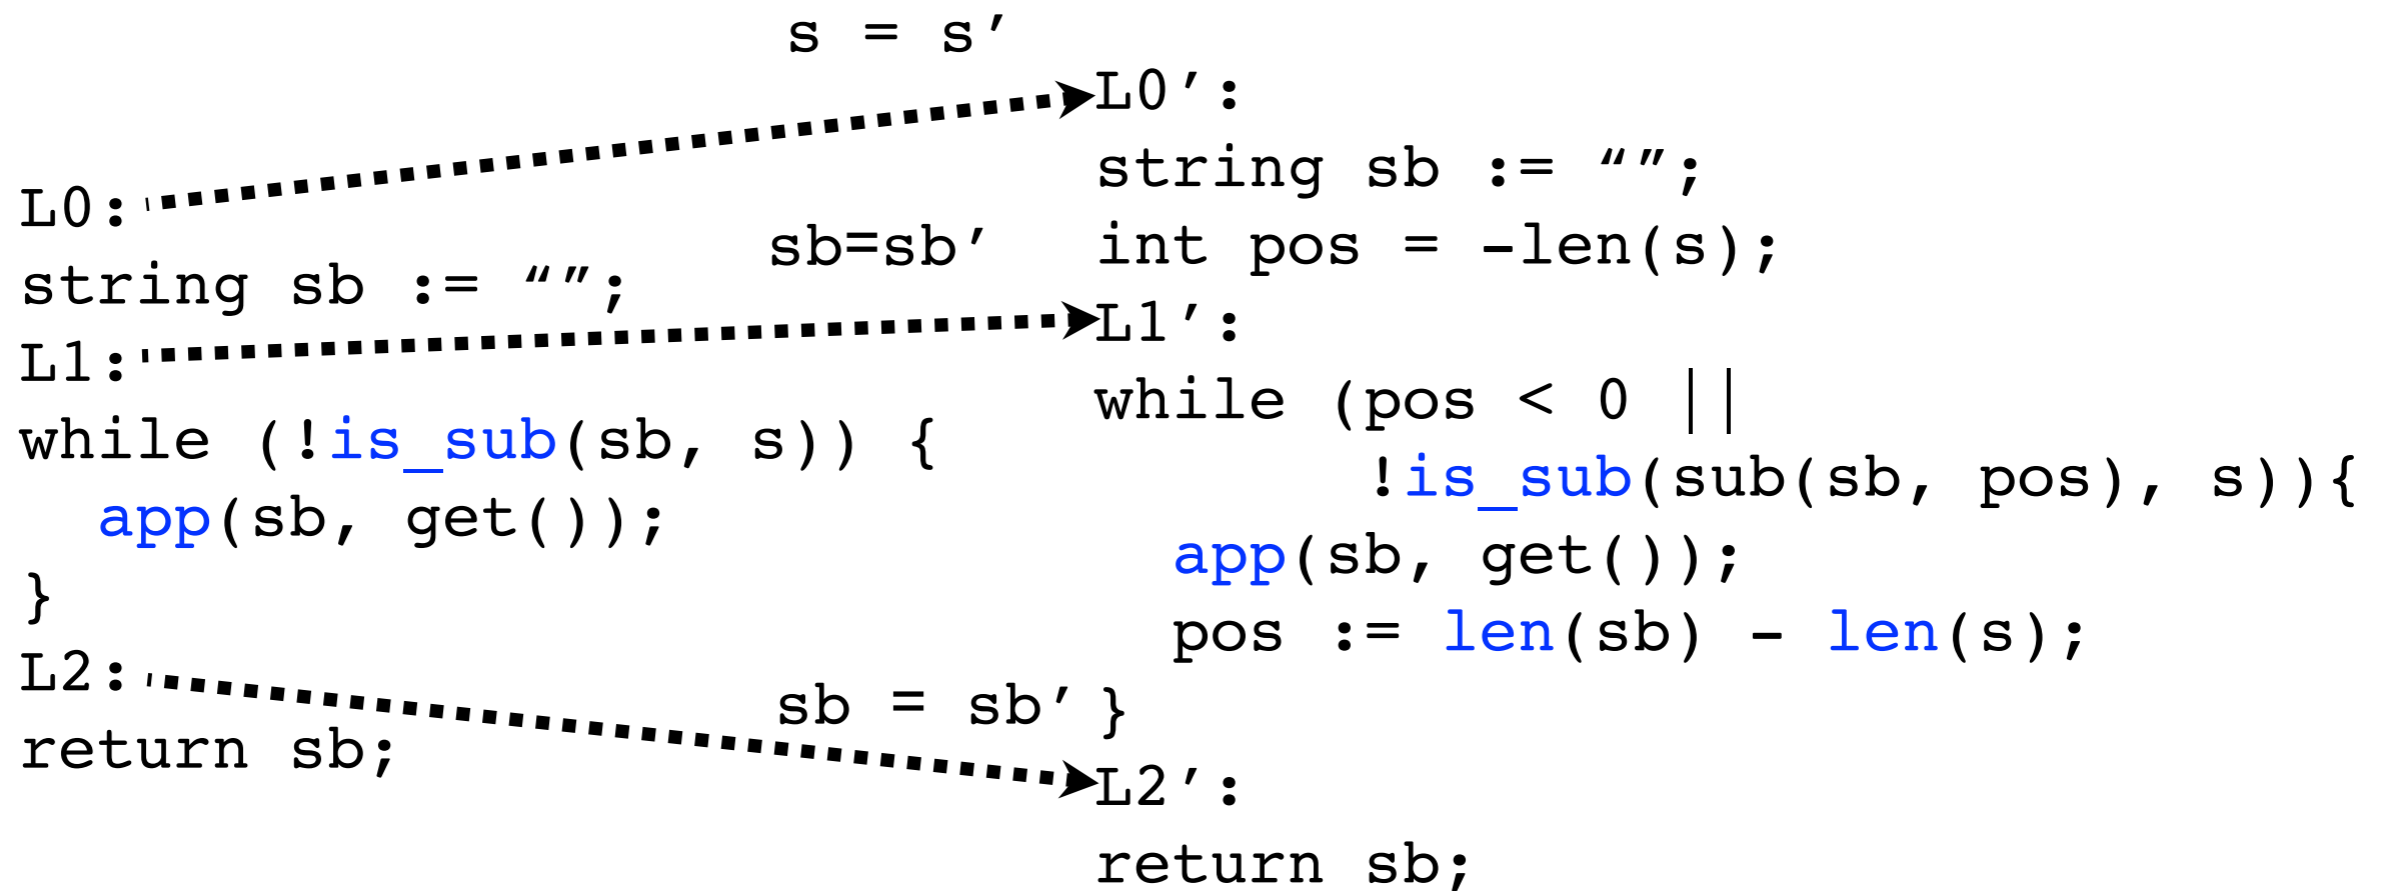 s = s′
L0:
string sb := “”;
sb=sb′
L1:
while (!is_sub(sb, s)) {
  app(sb, get());
}
L2:
return sb;
sb = sb′
L0′:
string sb := “”;
int pos = -len(s);
L1′:
while (pos < 0 ||
       !is_sub(sub(sb, pos), s)){
  app(sb, get());
  pos := len(sb) - len(s);
}
L2′:
return sb;